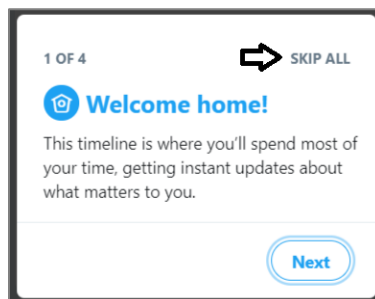 1 OF 4
SKIP ALL
Welcome home!
This timeline is where you'll spend most of
your time, getting instant updates about
what matters to you.
Next